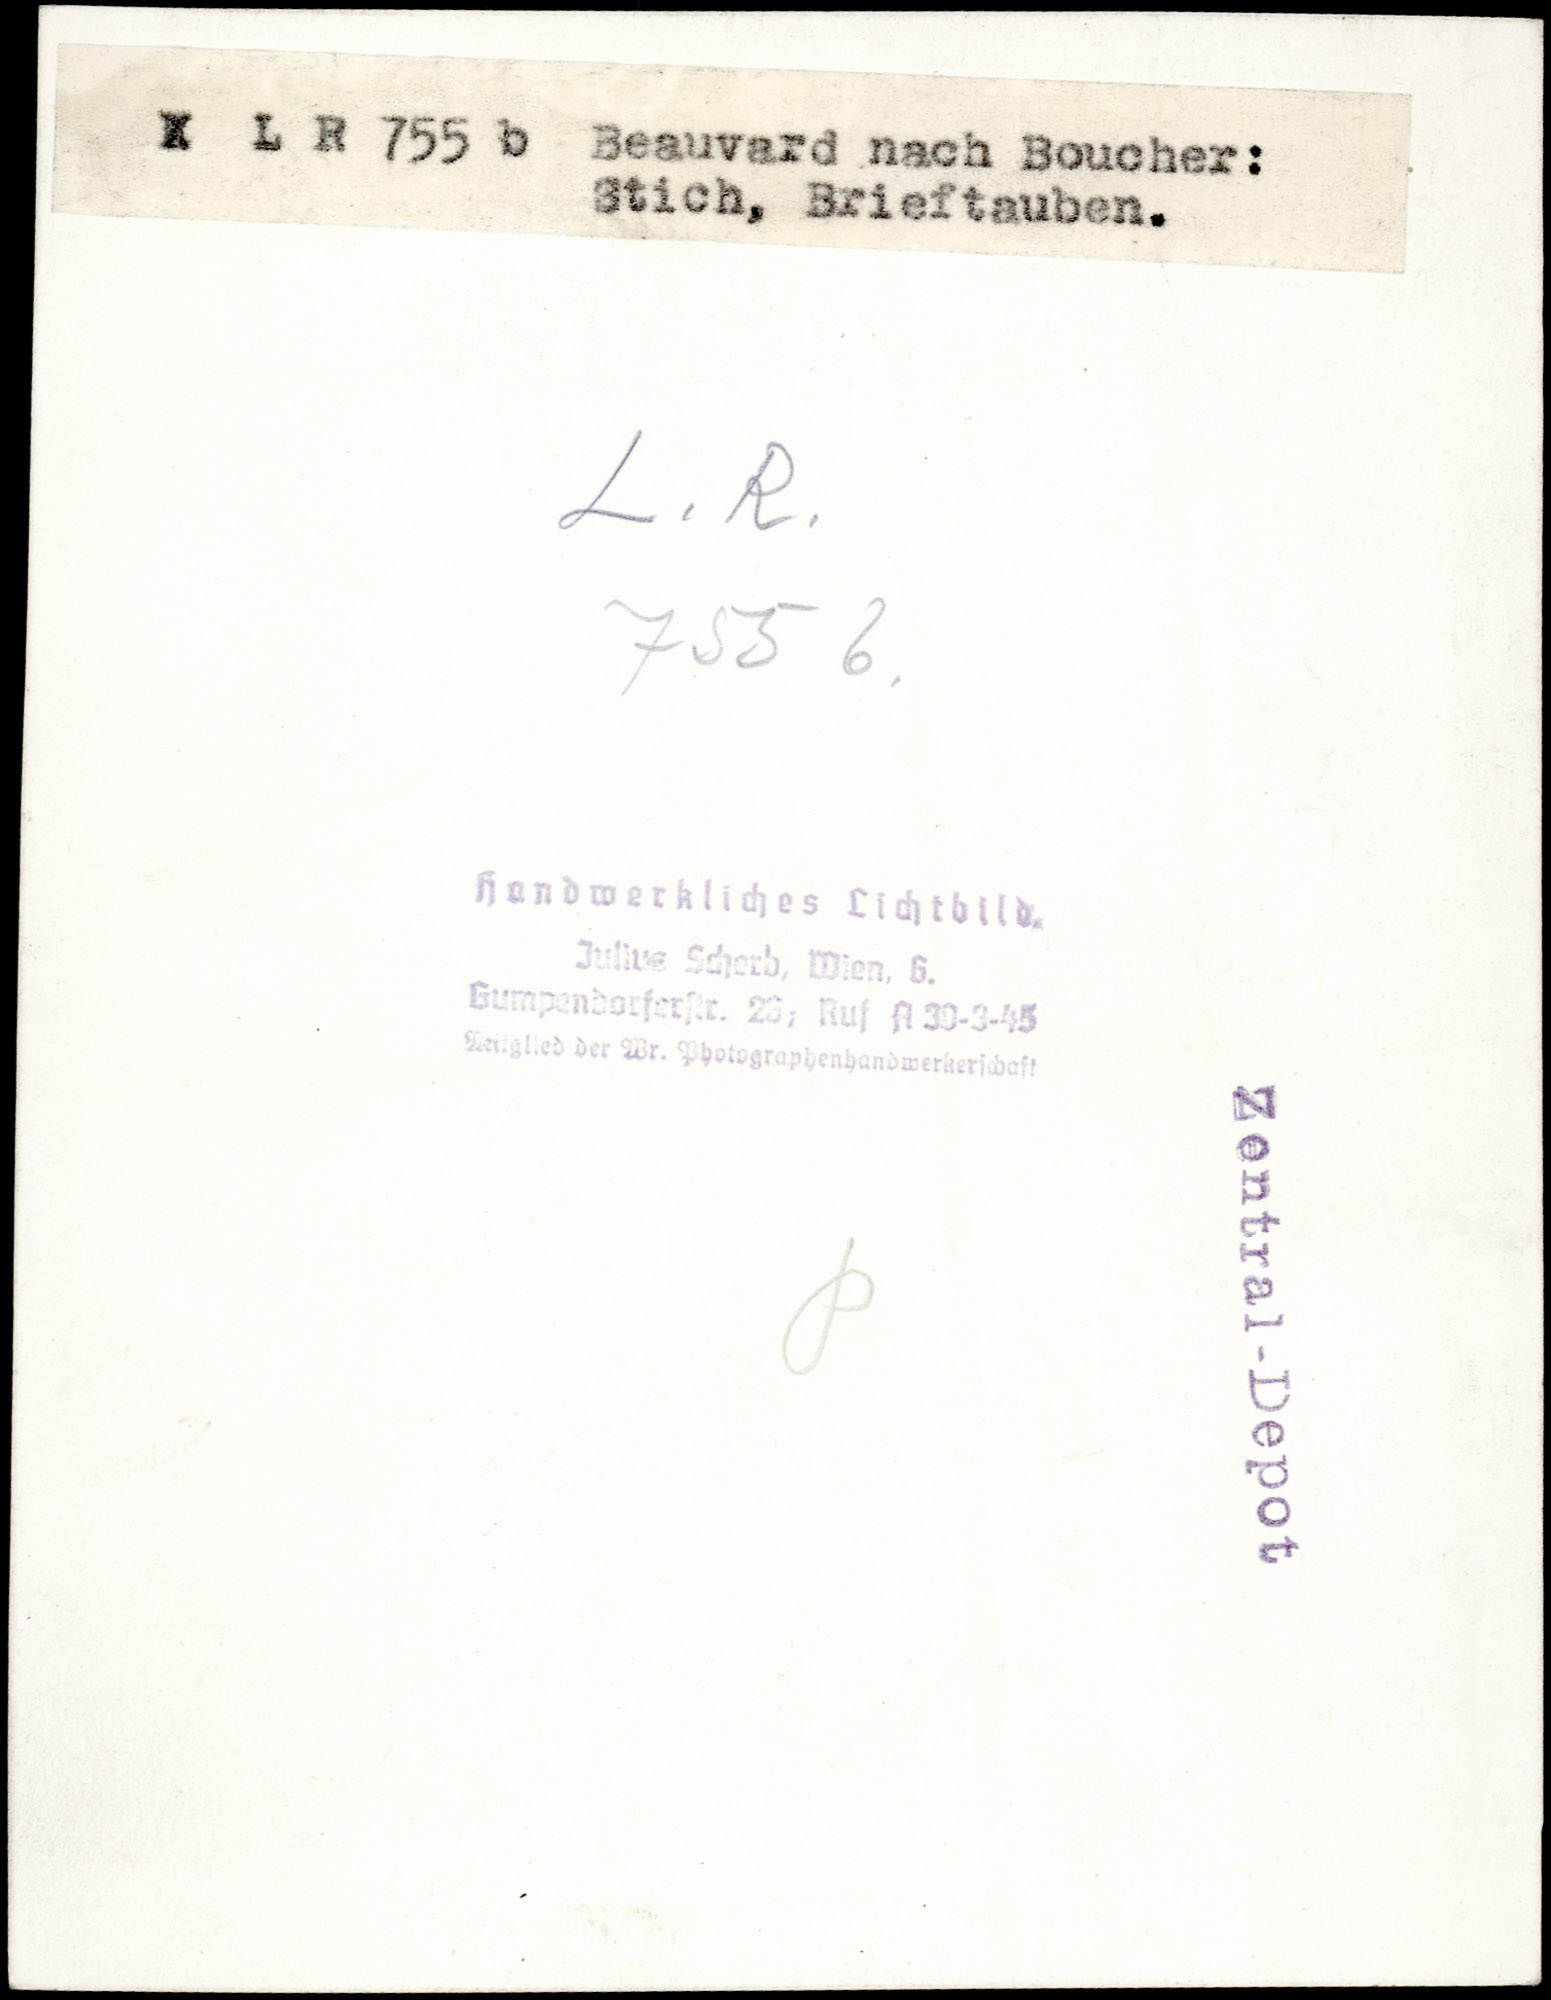 X L R 755 b Beauvard nach Boucher:
Stich, Brieftauben.
L. R.
755 b.
Handwerkliches Lichtbild.
Julius Scherb, Wien, 6.
Gumpendorferstr. 26; Ruf A 30-3-45
Mitglied der Wr. Photographenhandwerkerschaft
Zentral-Depot